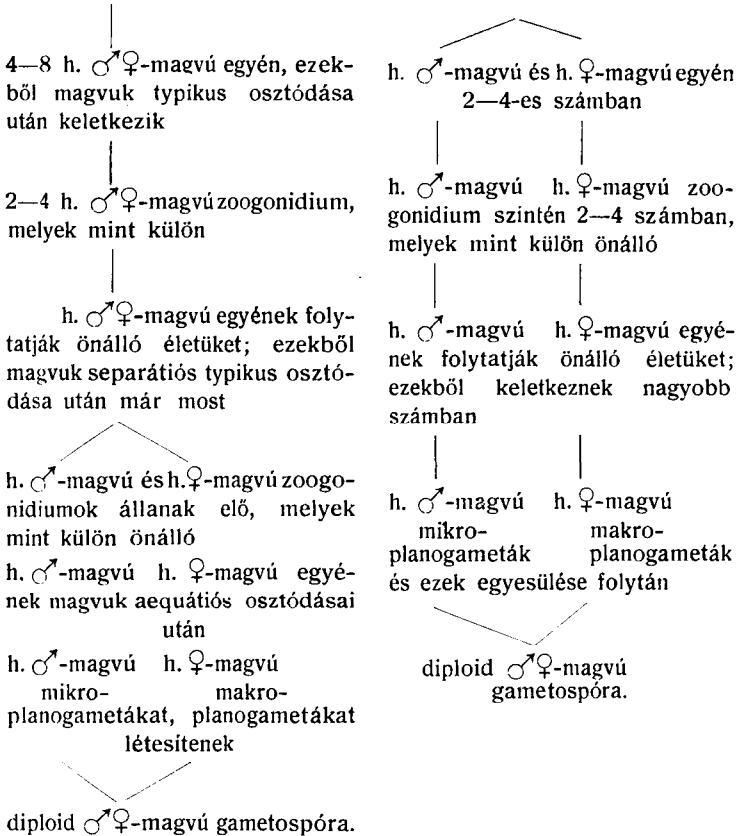 4—8 h. ♂♀-magvú egyén, ezek-
ből magvuk typikus osztódása
után keletkezik
2—4 h. ♂♀-magvú zoogonidium,
melyek mint külön
h. ♂♀-magvú egyének foly-
tatják önálló életüket; ezekből
magvuk separátiós typikus osztó-
dása után már most
h. ♂-magvú és h. ♀-magvú zoogo-
nidiumok állanak elő, melyek
mint külön önálló
h. ♂-magvú h. ♀-magvú egyé-
nek magvuk aequátiós osztódásai
után
h. ♂-magvú h. ♀-magvú
mikro- makro-
planogametákat, planogametákat
létesítenek
diploid ♂♀-magvú gametospóra.
h. ♂-magvú és h. ♀-magvú egyén
2—4-es számban
h. ♂-magvú h. ♀-magvú zoo-
gonidium szintén 2—4 számban,
melyek mint külön önálló
h. ♂-magvú h. ♀-magvú egyé-
nek folytatják önálló életüket;
ezekből keletkeznek nagyobb
számban
h. ♂-magvú h. ♀-magvú
mikro- makro-
planogameták planogameták
és ezek egyesülése folytán
diploid ♂♀-magvú
gametospóra.